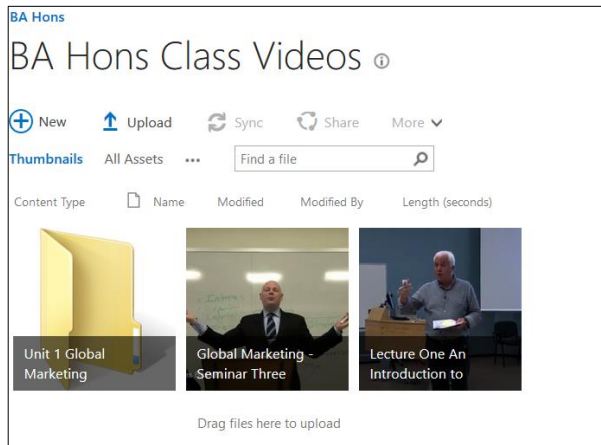 BA Hons
BA Hons Class Videos
New Upload Sync Share More
Thumbnails All Assets ... Find a file
Content Type Name Modified Modified By Length (seconds)
Unit 1 Global
Marketing
Global Marketing -
Seminar Three
Lecture One An
Introduction to
Drag files here to upload